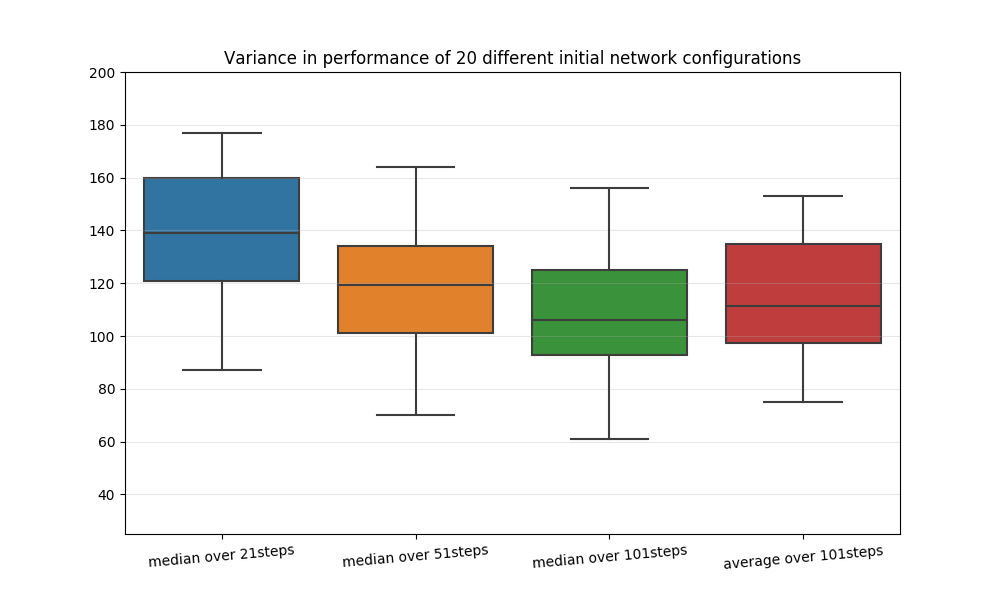 Variance in performance of 20 different initial network configurations
200
180
160
140
120
100
80
60
40
median over 21steps
median over 51steps
median over 101steps
average over 101steps